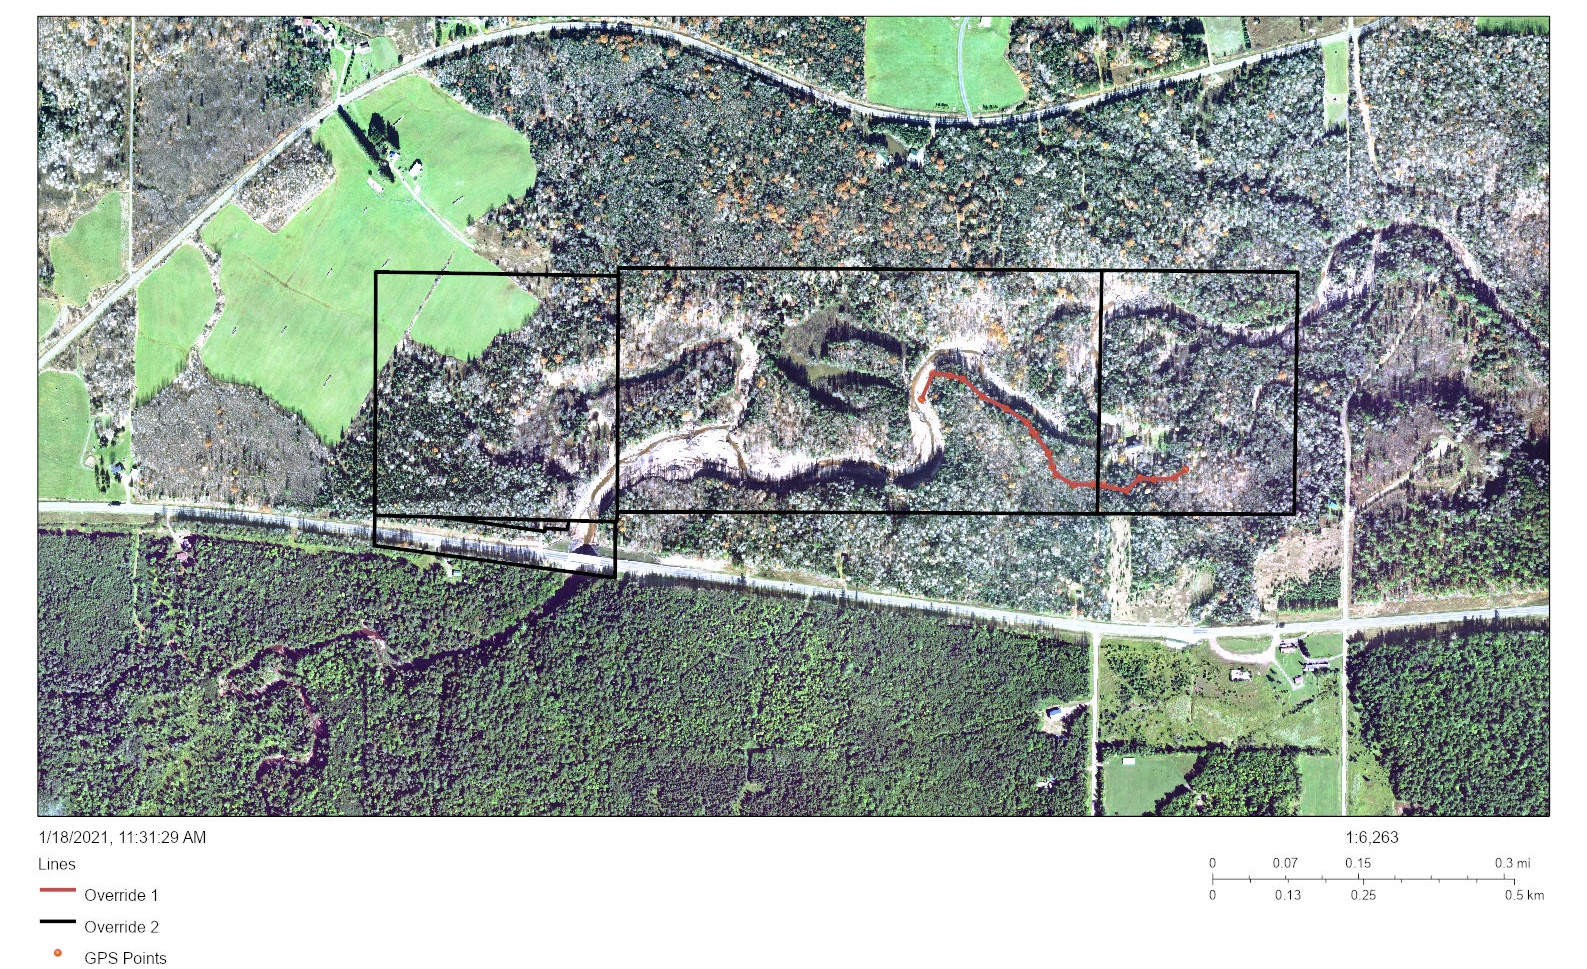 1/18/2021, 11:31:29 AM
1:6,263
Lines
0 0.07 0.15 0.3 mi
Override 1
0 0.13 0.25 0.5 km
Override 2
GPS Points